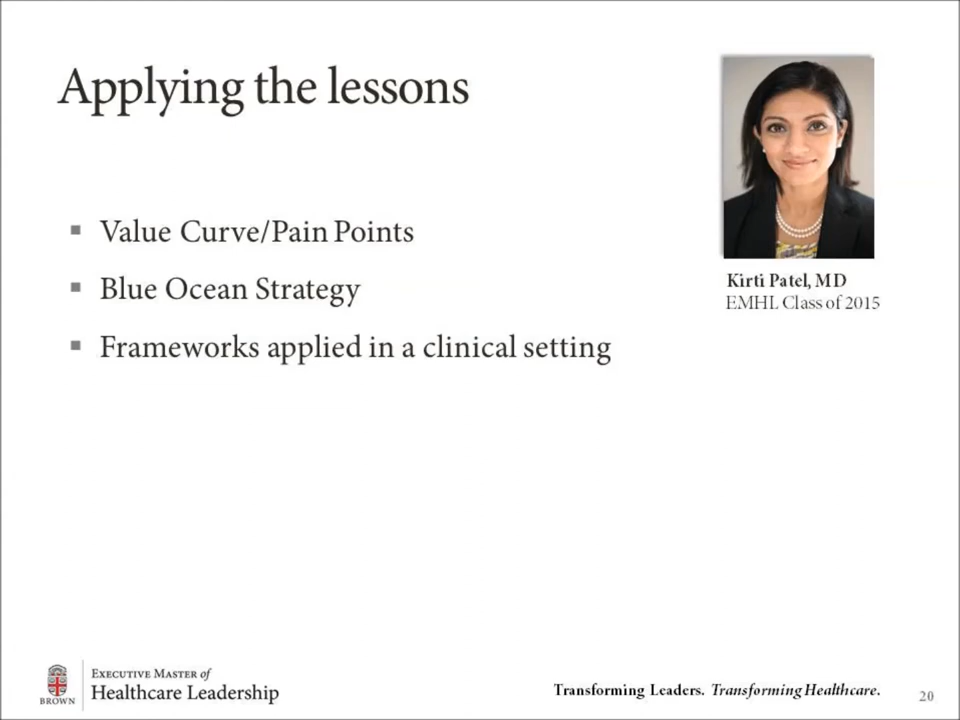 Applying the lessons
▪ Value Curve/Pain Points
▪ Blue Ocean Strategy
▪ Frameworks applied in a clinical setting
Kirti Patel, MD
EMHL Class of 2015
BROWN
Executive Master of
Healthcare Leadership
Transforming Leaders. Transforming Healthcare.
20